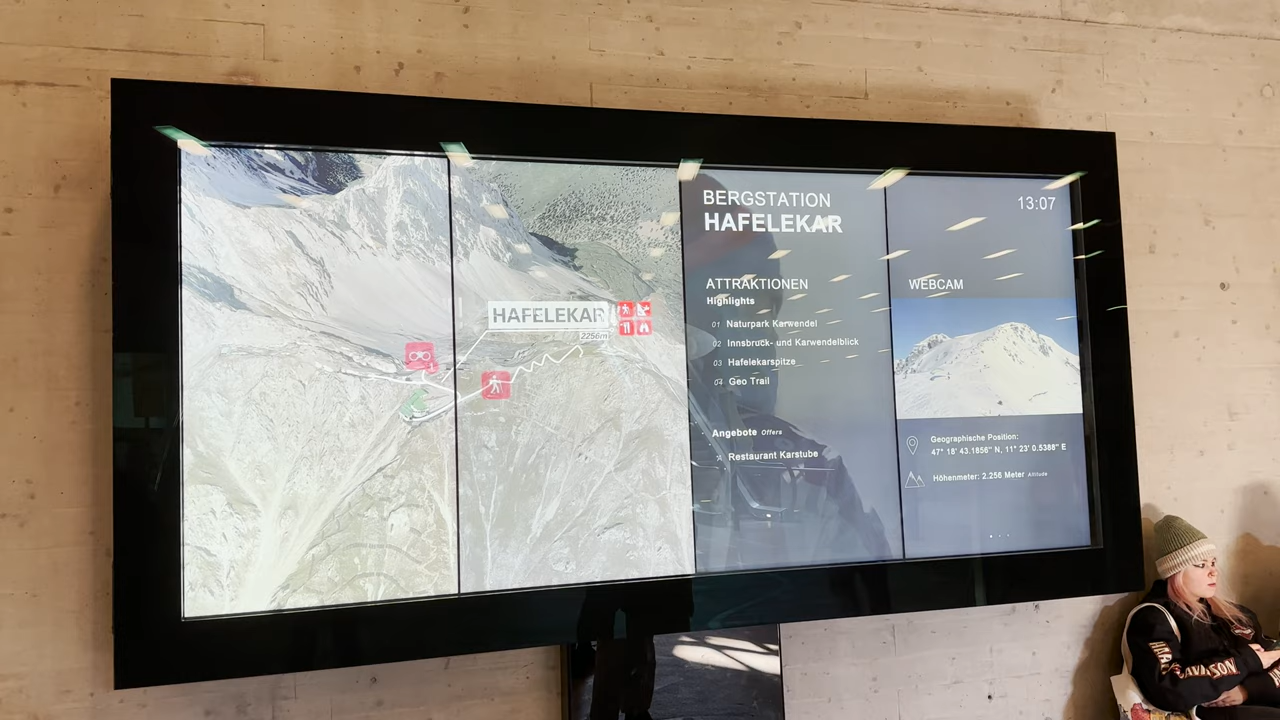 HAFELEKAR
2256m
BERGSTATION
HAFELEKAR
13:07
ATTRAKTIONEN
Highlights
01 Naturpark Karwendel
02 Innsbruck- und Karwendelblick
03 Hafelekarspitze
04 Geo Trail
Angebote Offers
Restaurant Karstube
WEBCAM
Geographische Position:
47° 18' 43.1856" N, 11° 23' 0.5388" E
Höhenmeter: 2.256 Meter Altitude
HARLEY-DAVIDSON